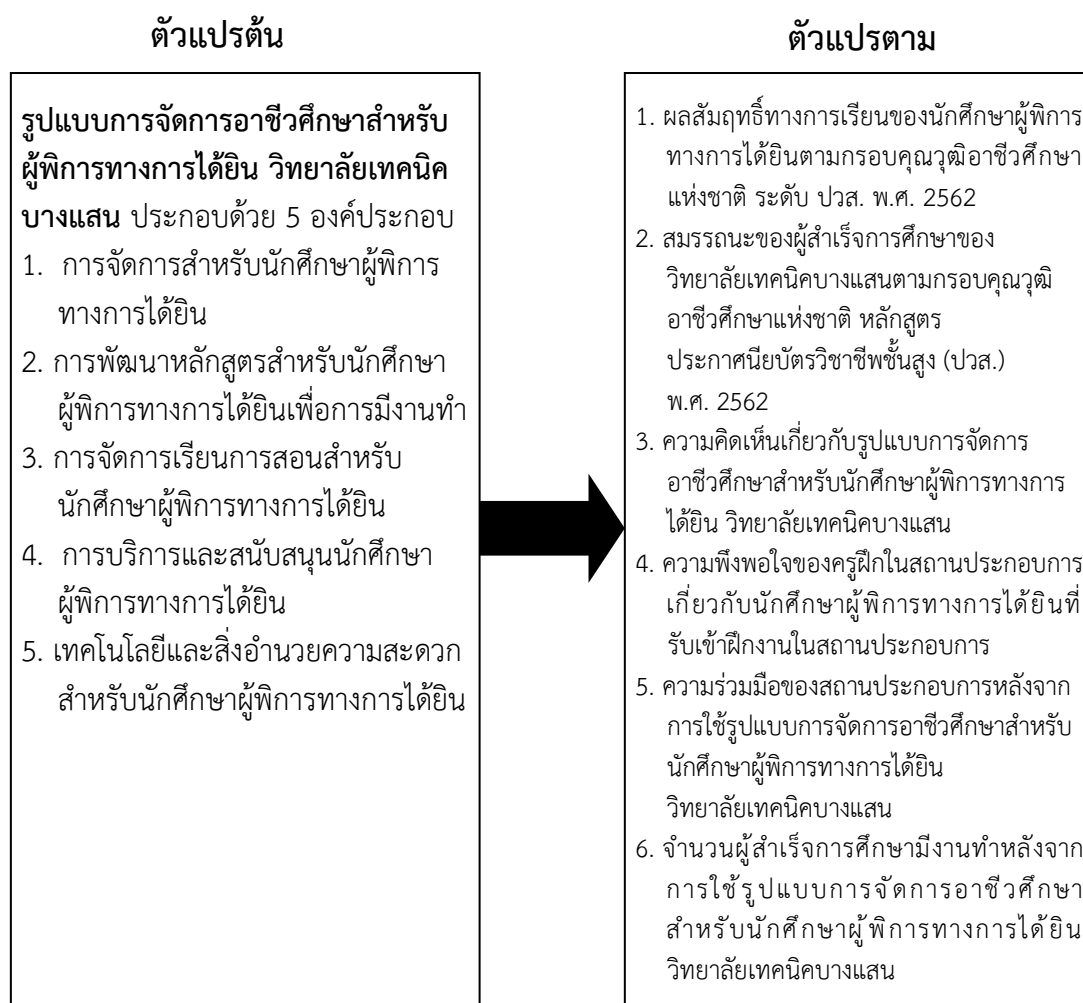 ตัวแปรต้น
รูปแบบการจัดการอาชีวศึกษาสำหรับ
ผู้พิการทางการได้ยิน วิทยาลัยเทคนิค
บางแสน ประกอบด้วย 5 องค์ประกอบ
1. การจัดการสำหรับนักศึกษาผู้พิการ
ทางการได้ยิน
2. การพัฒนาหลักสูตรสำหรับนักศึกษา
ผู้พิการทางการได้ยินเพื่อการมีงานทำ
3. การจัดการเรียนการสอนสำหรับ
นักศึกษาผู้พิการทางการได้ยิน
4. การบริการและสนับสนุนนักศึกษา
ผู้พิการทางการได้ยิน
5. เทคโนโลยีและสิ่งอำนวยความสะดวก
สำหรับนักศึกษาผู้พิการทางการได้ยิน
ตัวแปรตาม
1. ผลสัมฤทธิ์ทางการเรียนของนักศึกษาผู้พิการ
ทางการได้ยินตามกรอบคุณวุฒิอาชีวศึกษา
แห่งชาติ ระดับ ปวส. พ.ศ. 2562
2. สมรรถนะของผู้สำเร็จการศึกษาของ
วิทยาลัยเทคนิคบางแสนตามกรอบคุณวุฒิ
อาชีวศึกษาแห่งชาติ หลักสูตร
ประกาศนียบัตรวิชาชีพชั้นสูง (ปวส.)
พ.ศ. 2562
3. ความคิดเห็นเกี่ยวกับรูปแบบการจัดการ
อาชีวศึกษาสำหรับนักศึกษาผู้พิการทางการ
ได้ยิน วิทยาลัยเทคนิคบางแสน
4. ความพึงพอใจของครูฝึกในสถานประกอบการ
เกี่ยวกับนักศึกษาผู้พิการทางการได้ยินที่
รับเข้าฝึกงานในสถานประกอบการ
5. ความร่วมมือของสถานประกอบการหลังจาก
การใช้รูปแบบการจัดการอาชีวศึกษาสำหรับ
นักศึกษาผู้พิการทางการได้ยิน
วิทยาลัยเทคนิคบางแสน
6. จำนวนผู้สำเร็จการศึกษามีงานทำหลังจาก
การใช้รูปแบบการจัดการอาชีวศึกษา
สำหรับนักศึกษาผู้พิการทางการได้ยิน
วิทยาลัยเทคนิคบางแสน